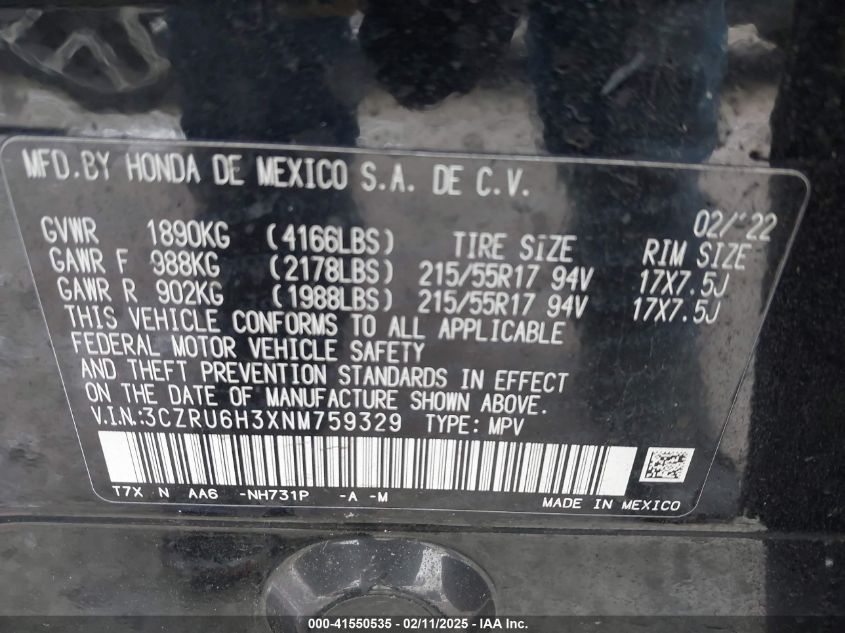 MFD.BY HONDA DE MEXICO S.A. DE C.V.
02/'22
GVWR 1890KG (4166LBS) TIRE SIZE RIM SIZE
GAWR F 988KG (2178LBS) 215/55R17 94V 17X7.5J
GAWR R 902KG (1988LBS) 215/55R17 94V 17X7.5J
THIS VEHICLE CONFORMS TO ALL APPLICABLE
FEDERAL MOTOR VEHICLE SAFETY
AND THEFT PREVENTION STANDARDS IN EFFECT
ON THE DATE OF MANUFACTURE SHOWN ABOVE.
V.I.N.:3CZRU6H3XNM759329 TYPE: MPV
T7X N AA6 -NH731P -A -M
MADE IN MEXICO
000-41550535 - 02/11/2025 - IAA Inc.